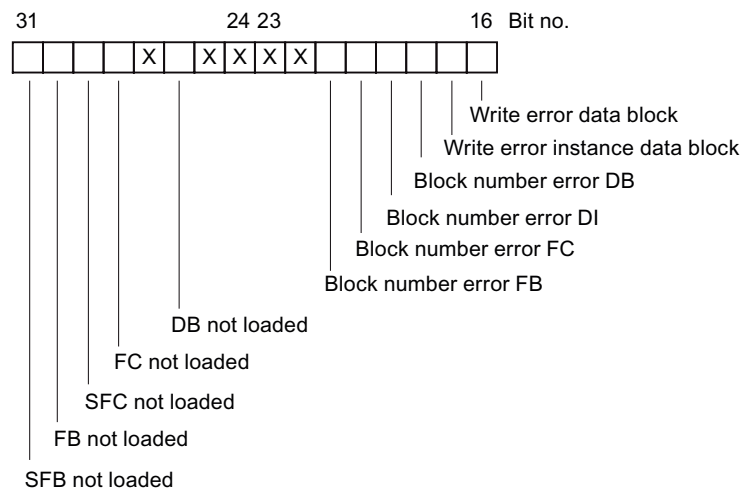 31 24 23 16 Bit no.
X X X X X
Write error data block
Write error instance data block
Block number error DB
Block number error DI
Block number error FC
Block number error FB
DB not loaded
FC not loaded
SFC not loaded
FB not loaded
SFB not loaded